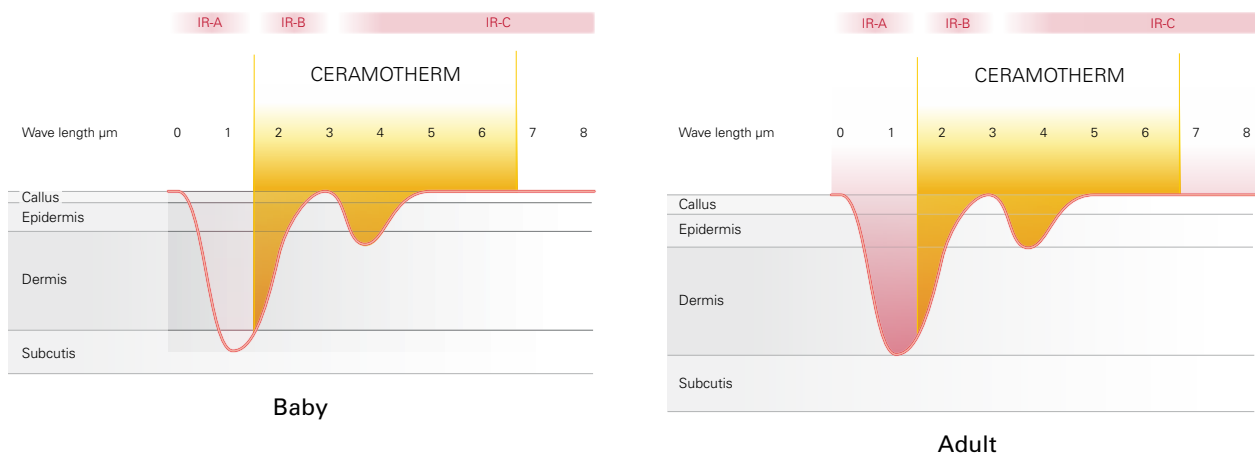 IR-A IR-B IR-C
CERAMOTHERM
Wave length μm 0 1 2 3 4 5 6 7 8
Callus
Epidermis
Dermis
Subcutis
Baby
IR-A IR-B IR-C
CERAMOTHERM
Wave length μm 0 1 2 3 4 5 6 7 8
Callus
Epidermis
Dermis
Subcutis
Adult